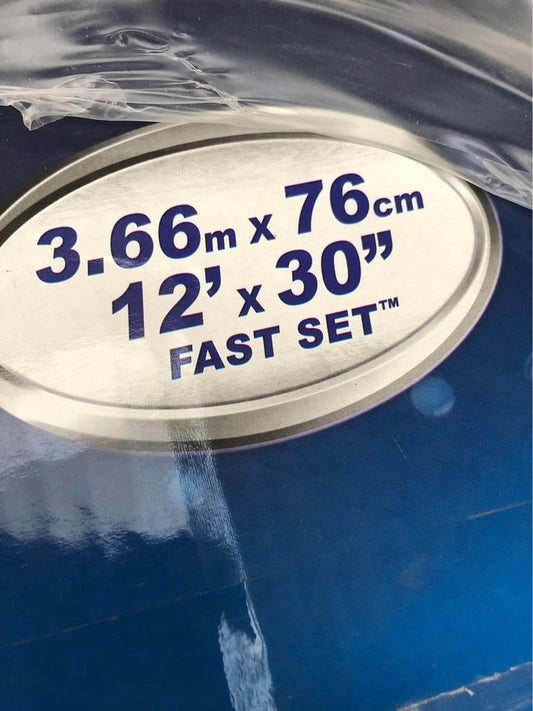 3.66m x 76cm
12’ x 30”
FAST SET™